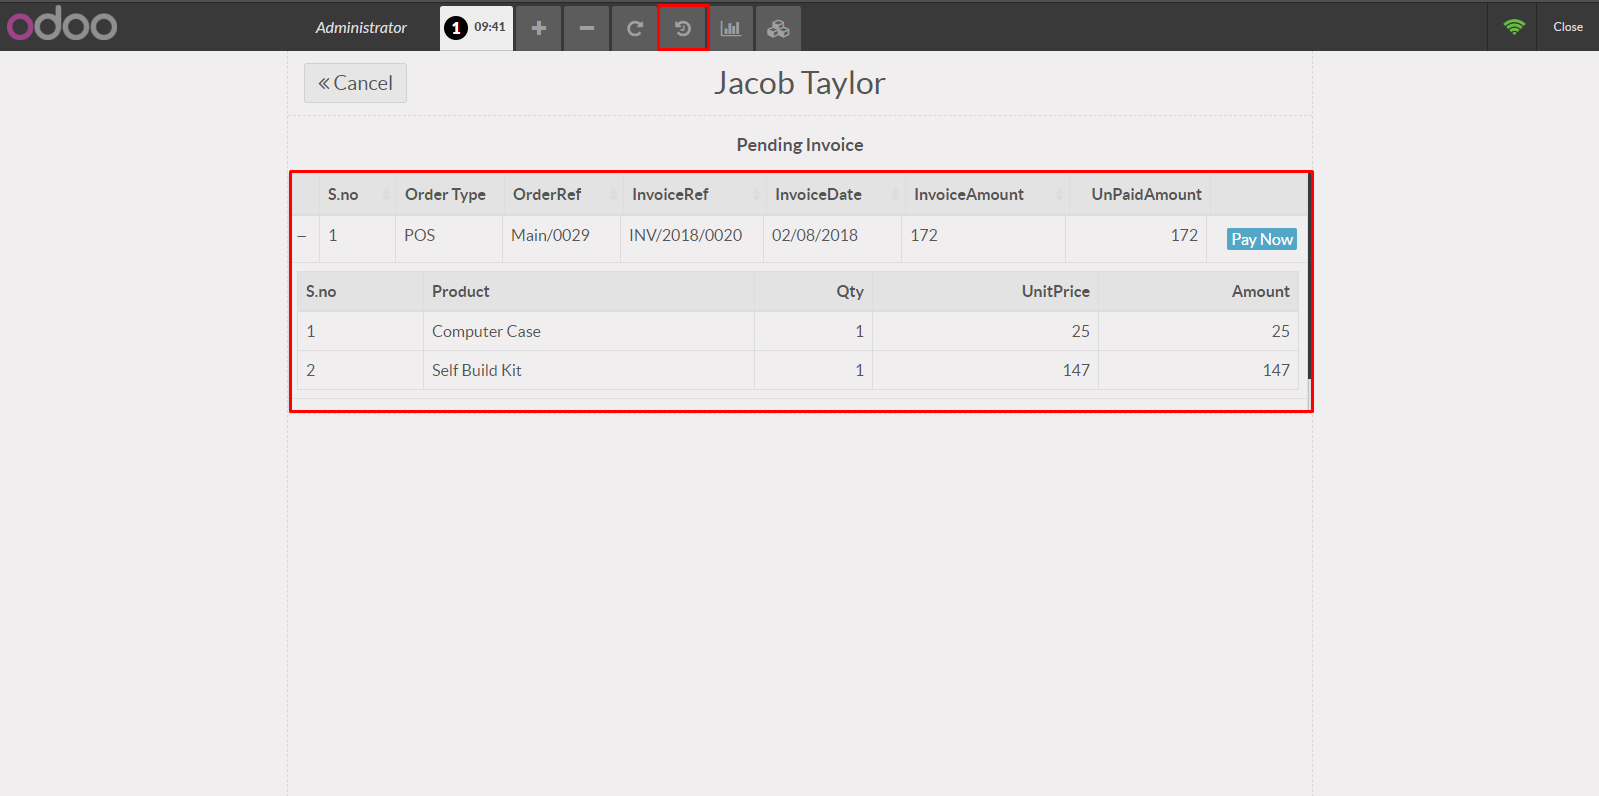 odoo Administrator 1 09:41 Close
Cancel
Jacob Taylor
Pending Invoice
S.no Order Type OrderRef InvoiceRef InvoiceDate InvoiceAmount UnPaidAmount
– 1 POS Main/0029 INV/2018/0020 02/08/2018 172 172 Pay Now
S.no Product Qty UnitPrice Amount
1 Computer Case 1 25 25
2 Self Build Kit 1 147 147